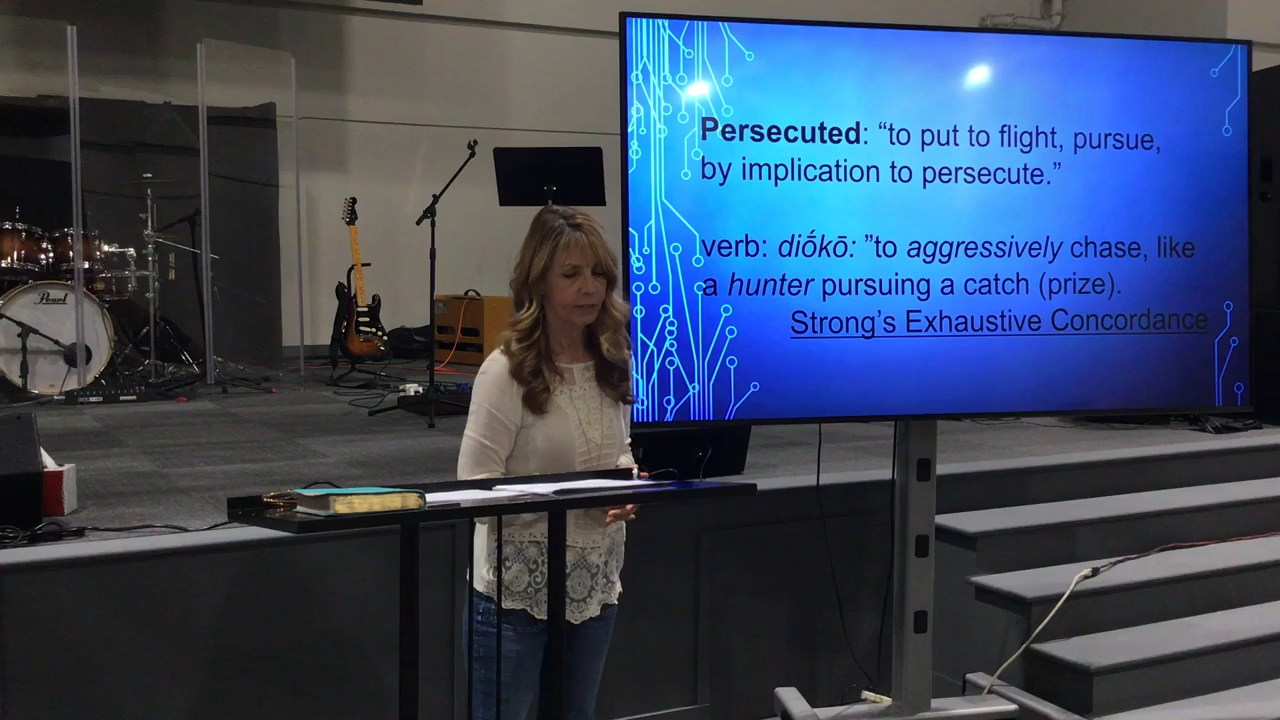 Persecuted: “to put to flight, pursue,
by implication to persecute.”
verb: diṓkō: ”to aggressively chase, like
a hunter pursuing a catch (prize).
Strong’s Exhaustive Concordance
Pearl